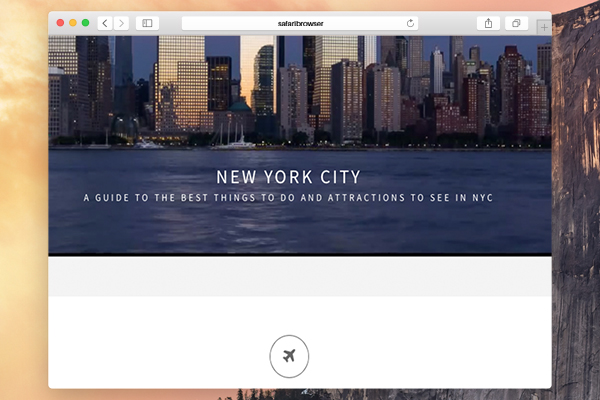 safaribrowser
NEW YORK CITY
A GUIDE TO THE BEST THINGS TO DO AND ATTRACTIONS TO SEE IN NYC